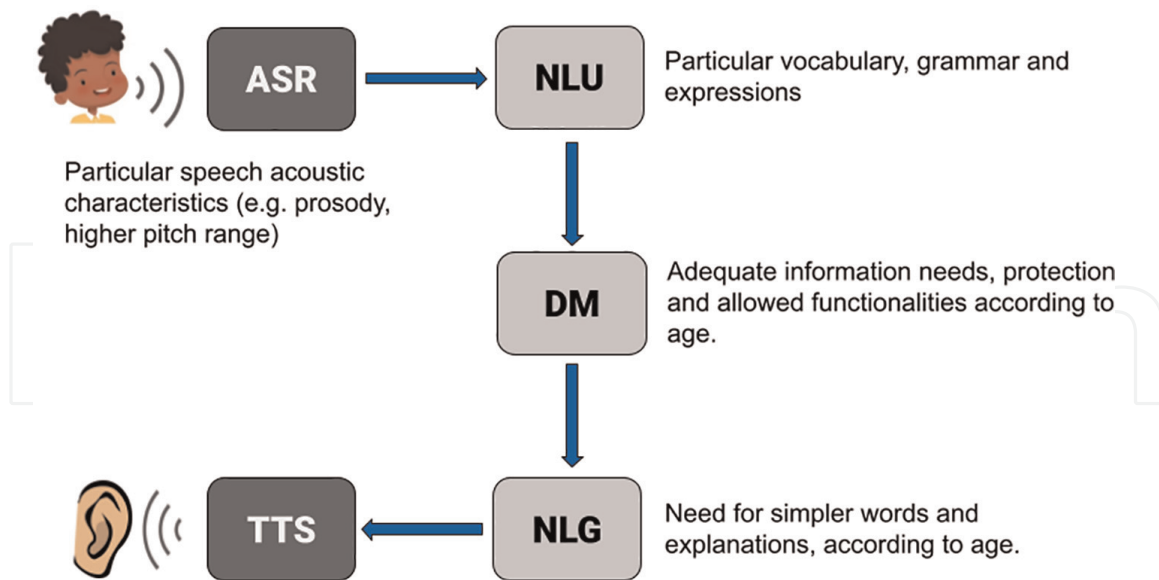 ASR
NLU
Particular vocabulary, grammar and
expressions
Particular speech acoustic
characteristics (e.g. prosody,
higher pitch range)
DM
Adequate information needs, protection
and allowed functionalities according to
age.
TTS
NLG
Need for simpler words and
explanations, according to age.